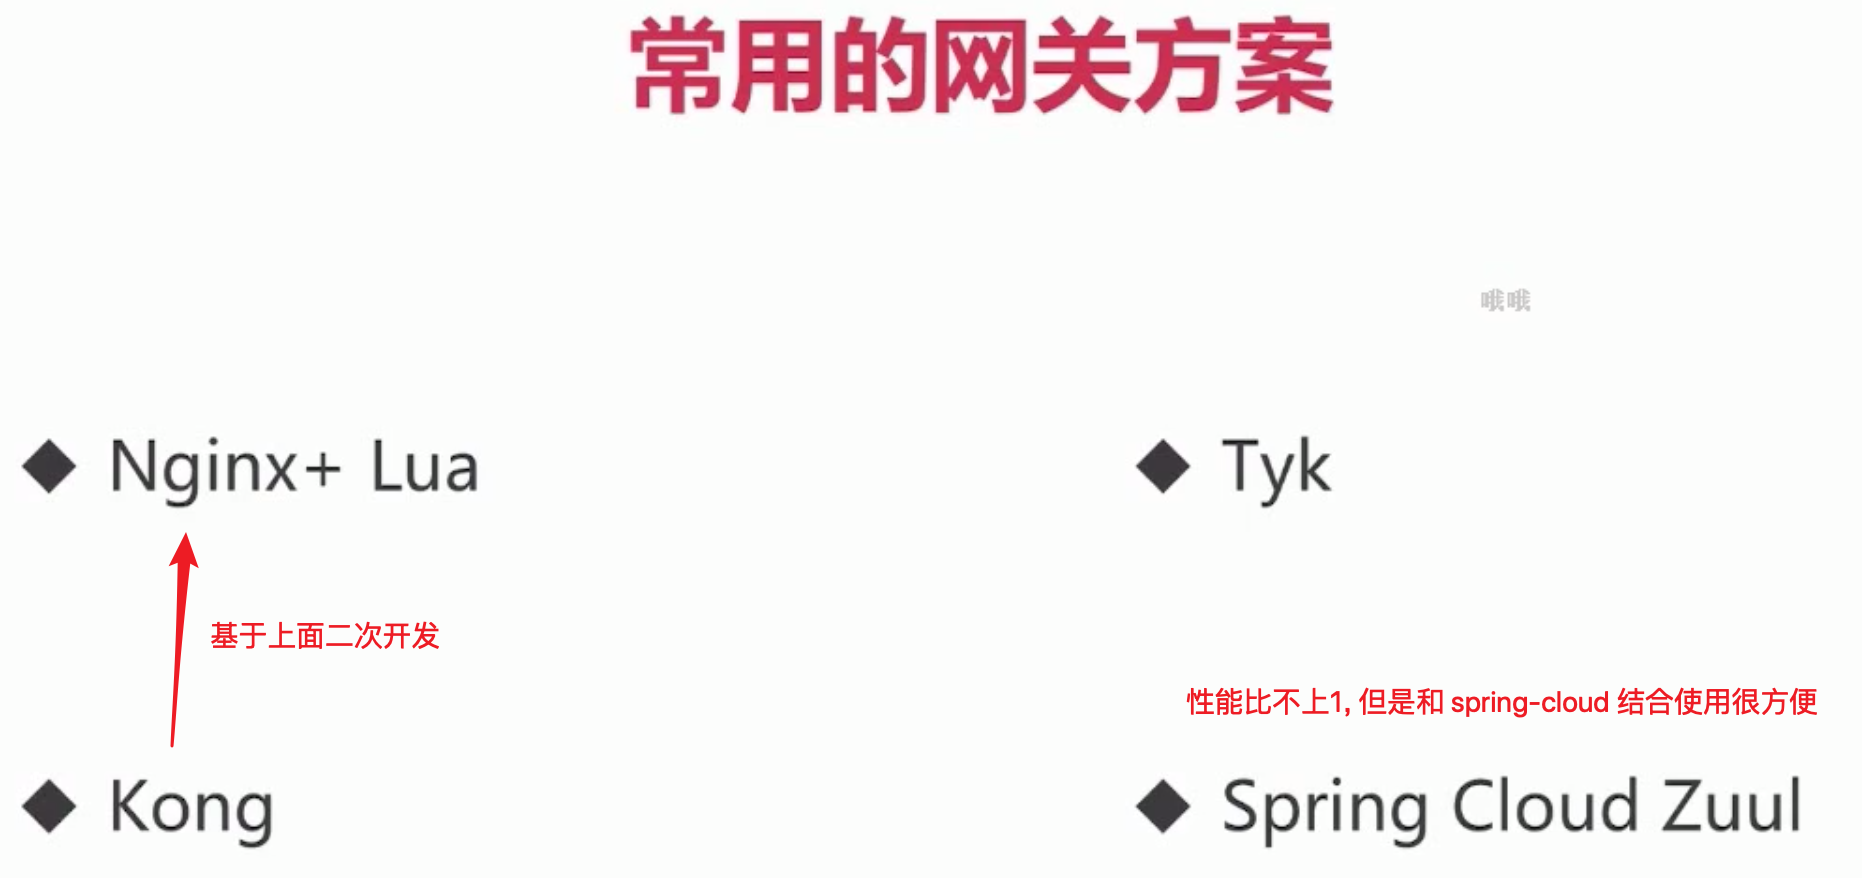 常用的网关方案
哦哦
◆ Nginx+ Lua
◆ Tyk
基于上面二次开发
性能比不上1, 但是和 spring-cloud 结合使用很方便
◆ Kong
◆ Spring Cloud Zuul